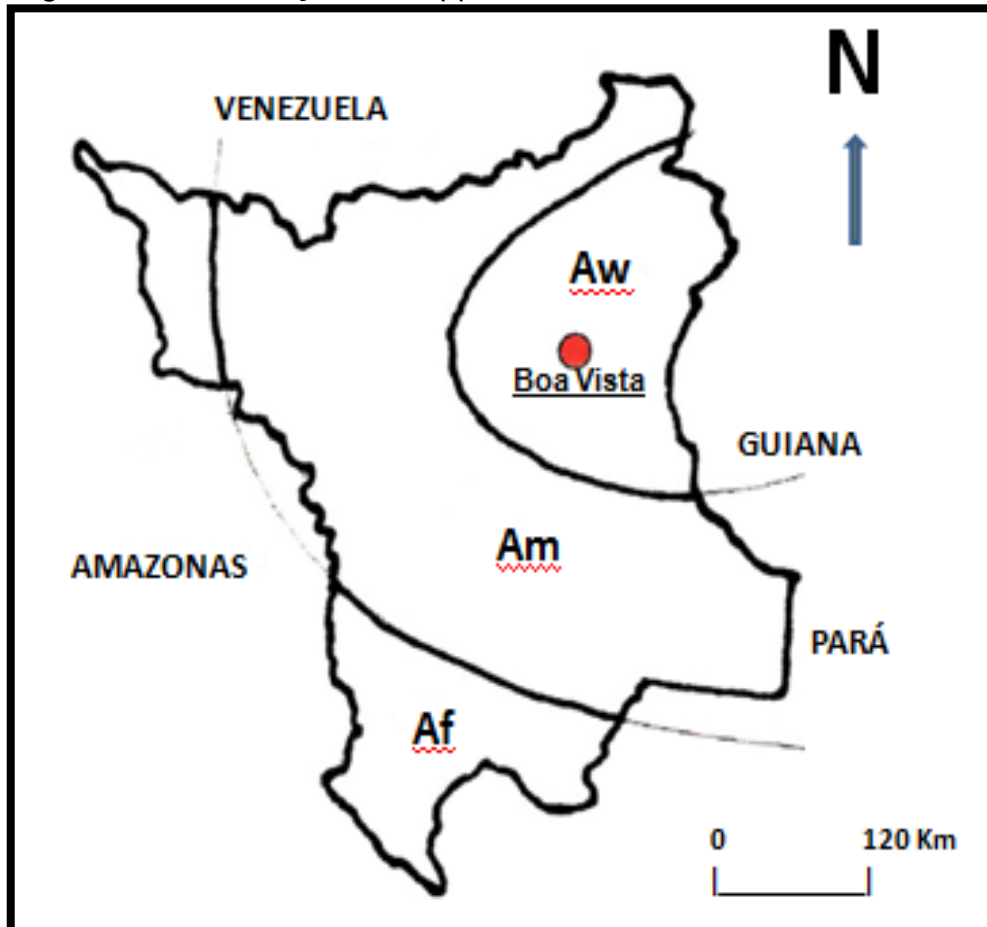 N
VENEZUELA
Aw
Boa Vista
GUIANA
Am
AMAZONAS
PARÁ
Af
0 120 Km